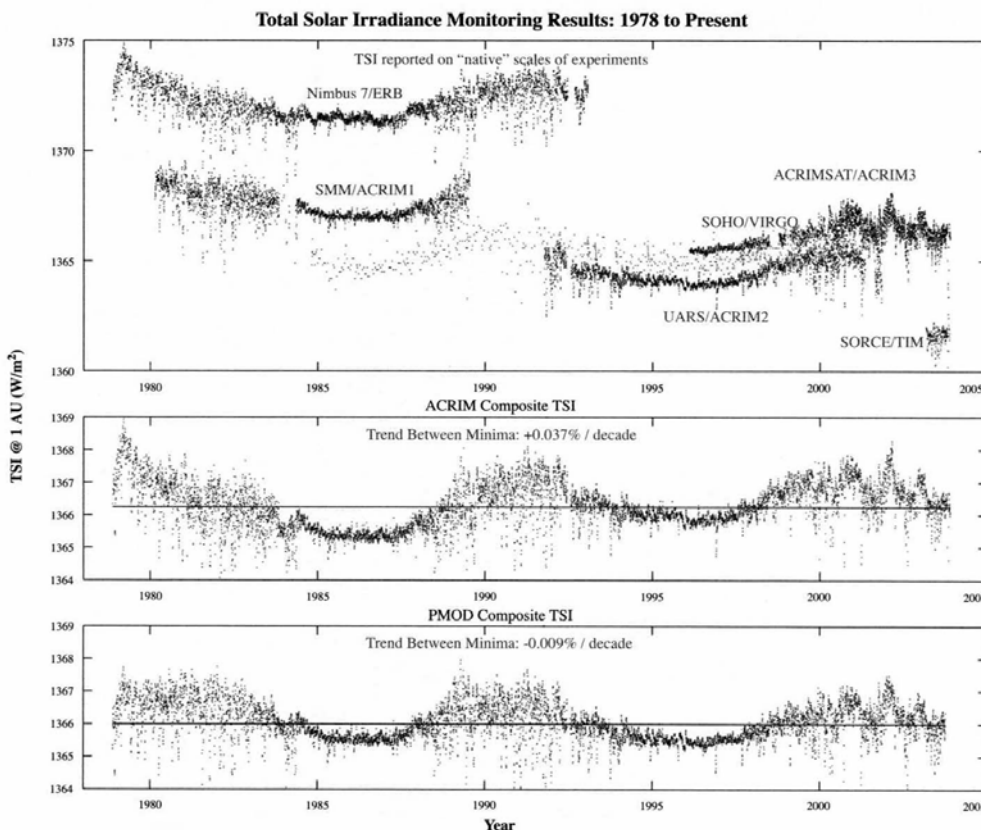 Total Solar Irradiance Monitoring Results: 1978 to Present
1375
TSI reported on “native” scales of experiments
Nimbus 7/ERB
1370
SMM/ACRIM1
ACRIMSAT/ACRIM3
SOHO/VIRGO
1365
UARS/ACRIM2
SORCE/TIM
1360
1980 1985 1990 1995 2000 2005
TSI @ 1 AU (W/m²)
ACRIM Composite TSI
1369
Trend Between Minima: +0.037% / decade
1368
1367
1366
1365
1364
1980 1985 1990 1995 2000
PMOD Composite TSI
1369
Trend Between Minima: -0.009% / decade
1368
1367
1366
1365
1364
1980 1985 1990 1995 2000
Year